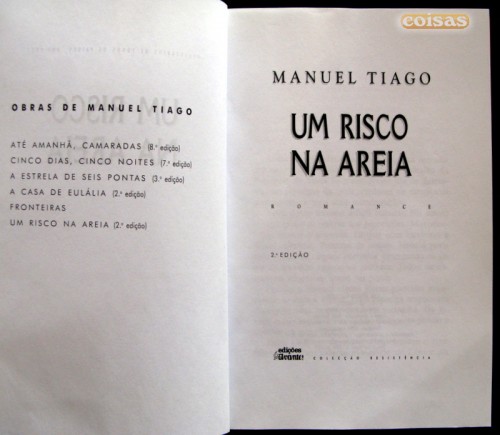 coisas
OBRAS DE MANUEL TIAGO
ATÉ AMANHÃ, CAMARADAS (8.ª edição)
CINCO DIAS, CINCO NOITES (7.ª edição)
A ESTRELA DE SEIS PONTAS (3.ª edição)
A CASA DE EULÁLIA (2.ª edição)
FRONTEIRAS
UM RISCO NA AREIA (2.ª edição)
MANUEL TIAGO
UM RISCO
NA AREIA
ROMANCE
2.ª EDIÇÃO
edições
avante!
COLECÇÃO RESISTÊNCIA